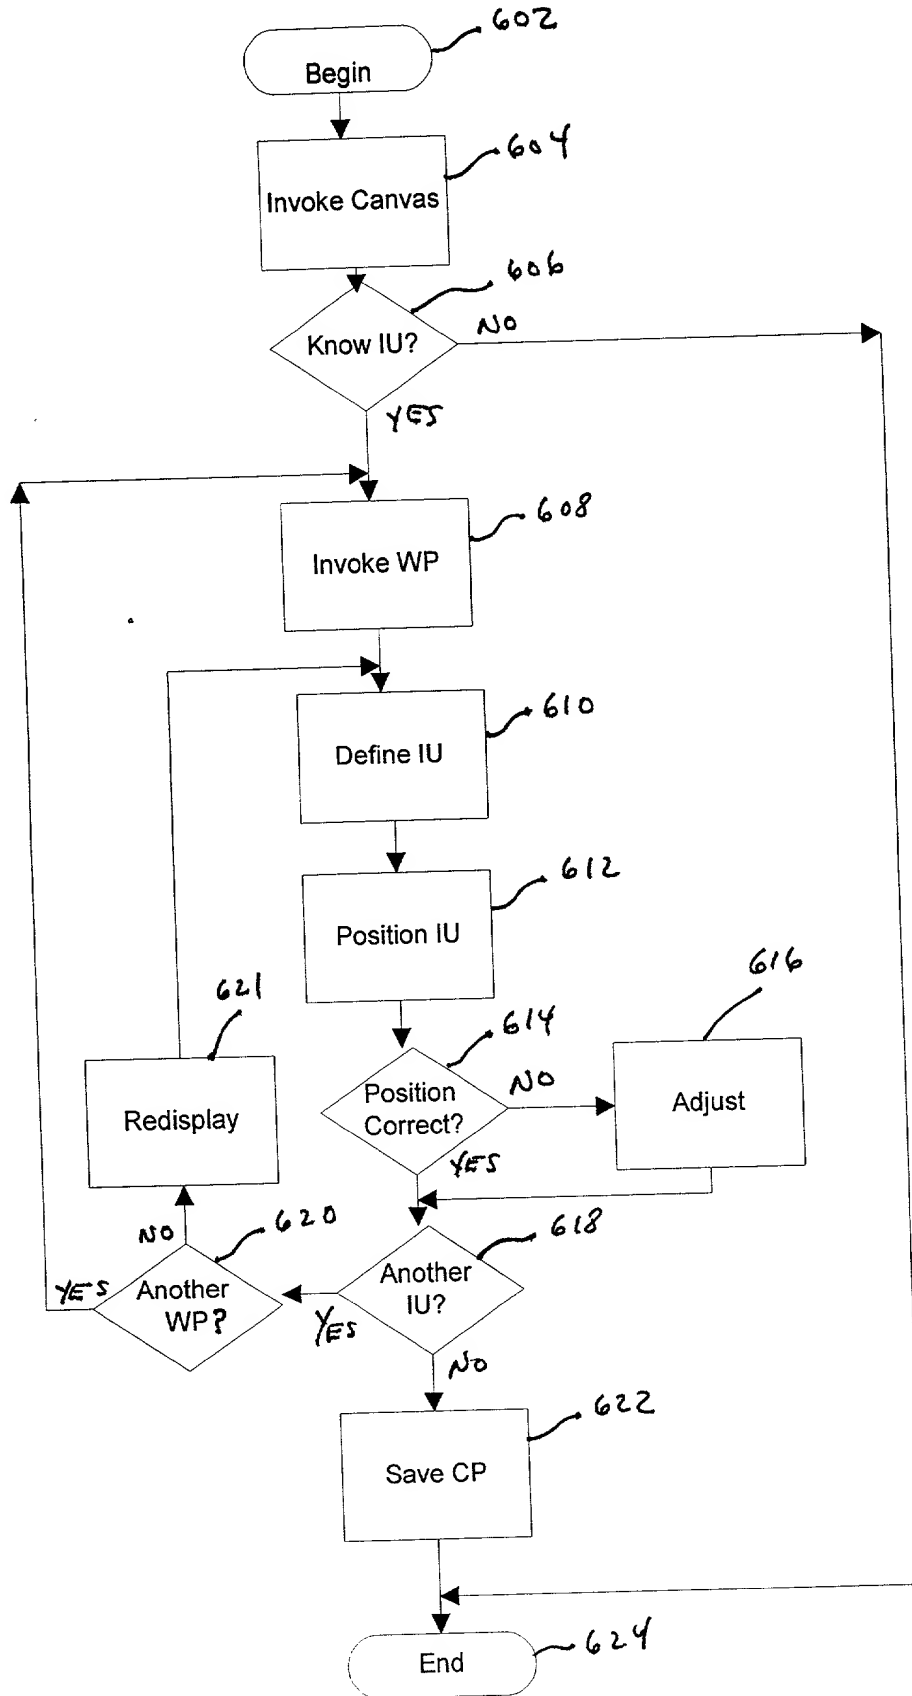 602
Begin
604
Invoke Canvas
606
Know IU?
NO
YES
608
Invoke WP
610
Define IU
612
Position IU
621
614
616
Redisplay
Position
Correct?
NO
Adjust
YES
620
618
NO
YES
Another
WP?
Another
IU?
YES
NO
622
Save CP
End
624